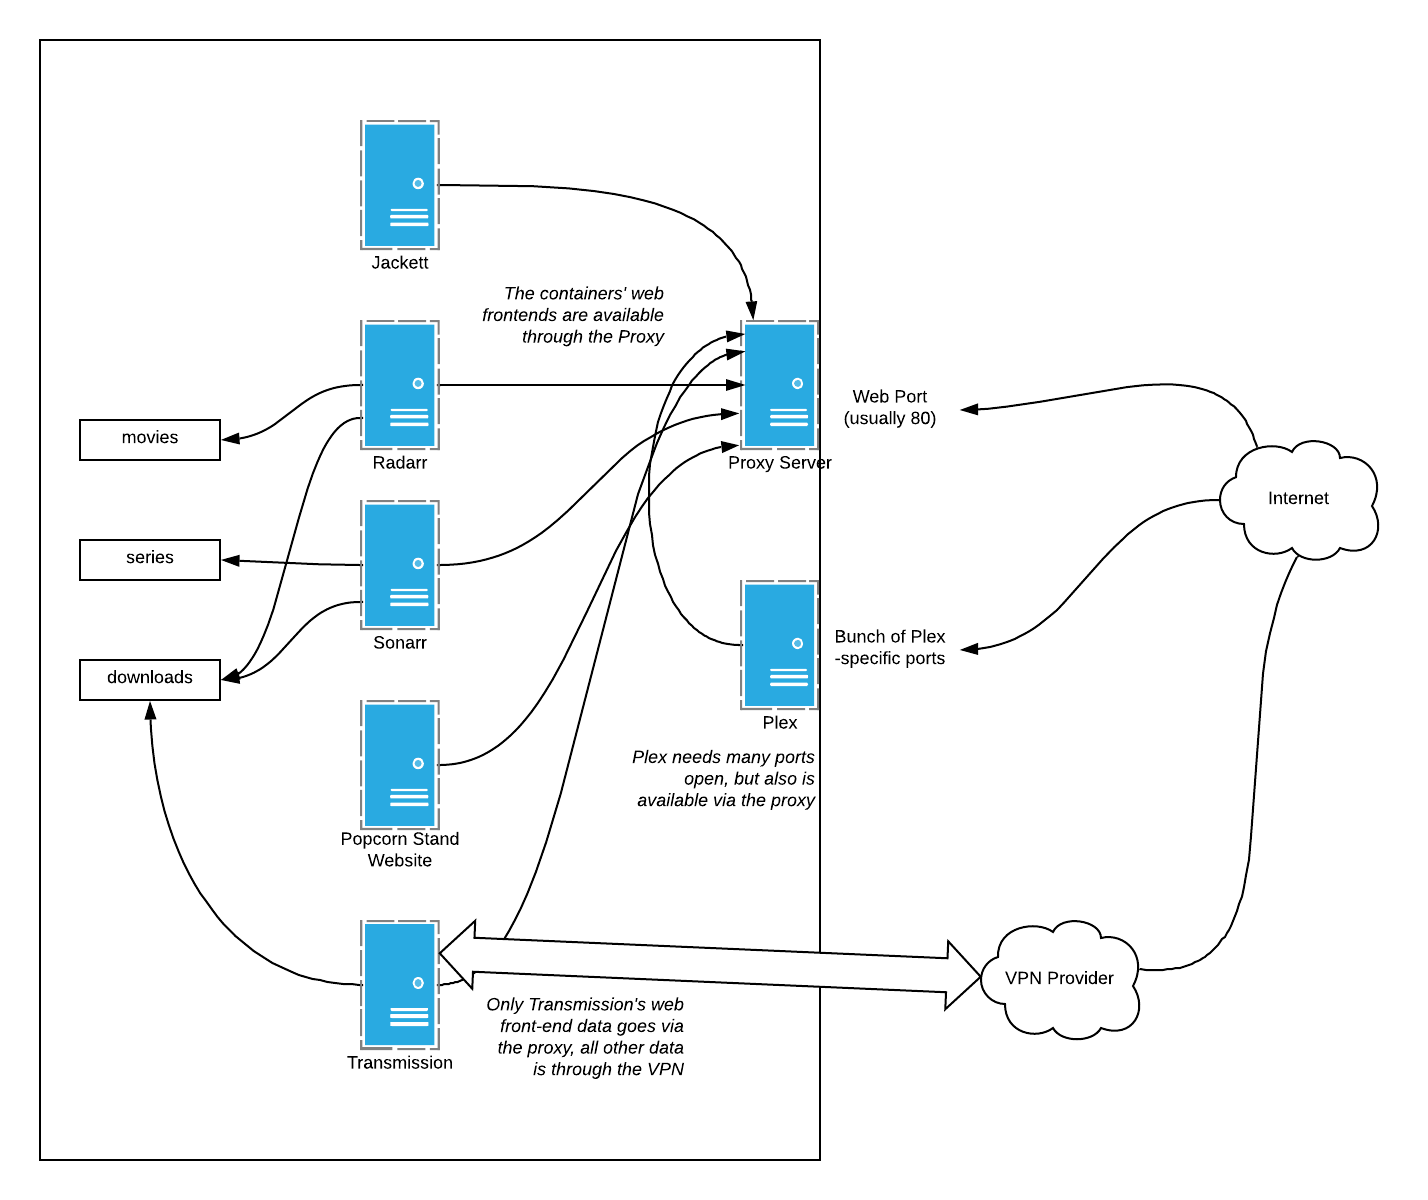 Jackett
The containers' web
frontends are available
through the Proxy
Radarr
movies
Proxy Server
Web Port
(usually 80)
Internet
series
Sonarr
downloads
Bunch of Plex
-specific ports
Plex
Plex needs many ports
open, but also is
available via the proxy
Popcorn Stand
Website
Transmission
Only Transmission's web
front-end data goes via
the proxy, all other data
is through the VPN
VPN Provider